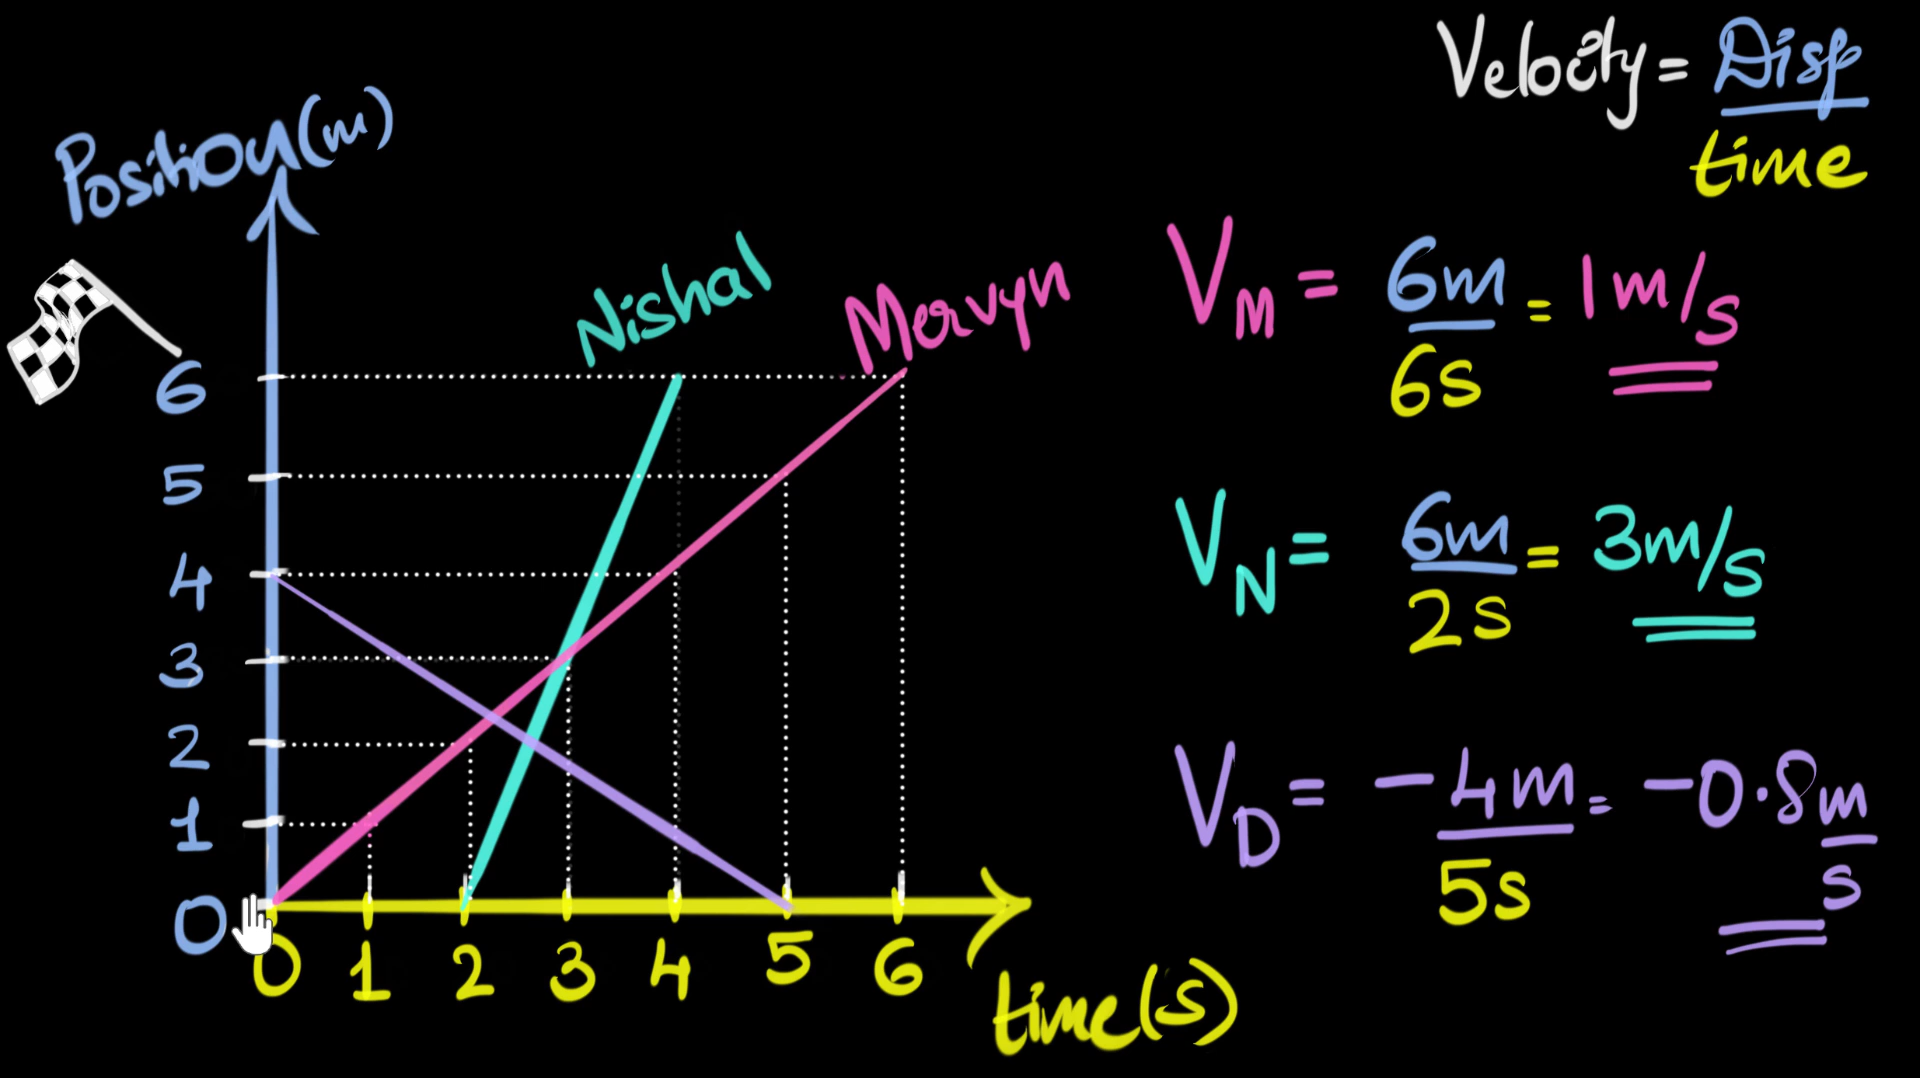 Velocity = Disp
time
Position(m)
Nishal
Mervyn
V_M = 6m = 1m/s
6s
6
5
V_N = 6m = 3m/s
2s
4
3
2
V_D = -4m = -0.8m
5s s
1
0
0 1 2 3 4 5 6
time(s)